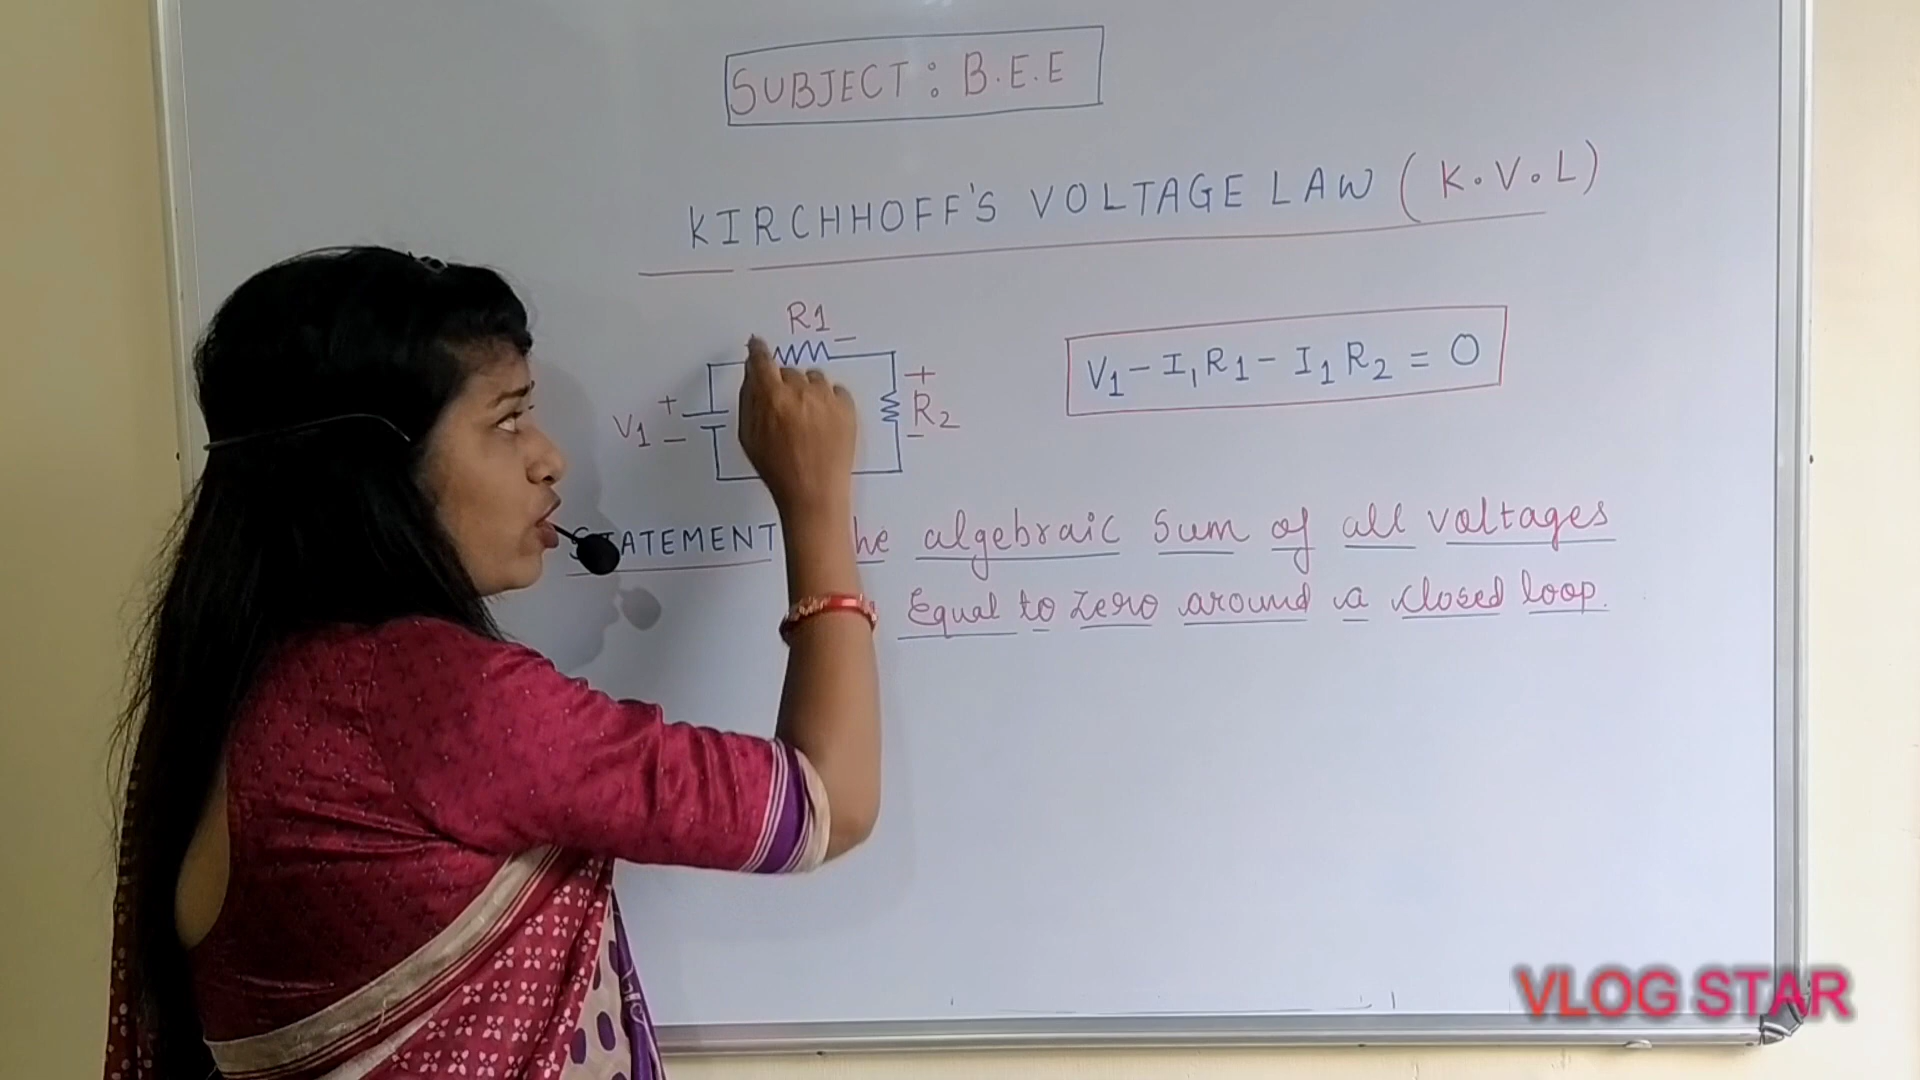 SUBJECT : B.E.E
KIRCHHOFF'S VOLTAGE LAW (K.V.L)
R1 −
+
V1 −
+
R2
−
V1 − I1R1 − I1R2 = 0
STATEMENT he algebraic sum of all voltages
Equal to zero around a closed loop.
VLOG STAR